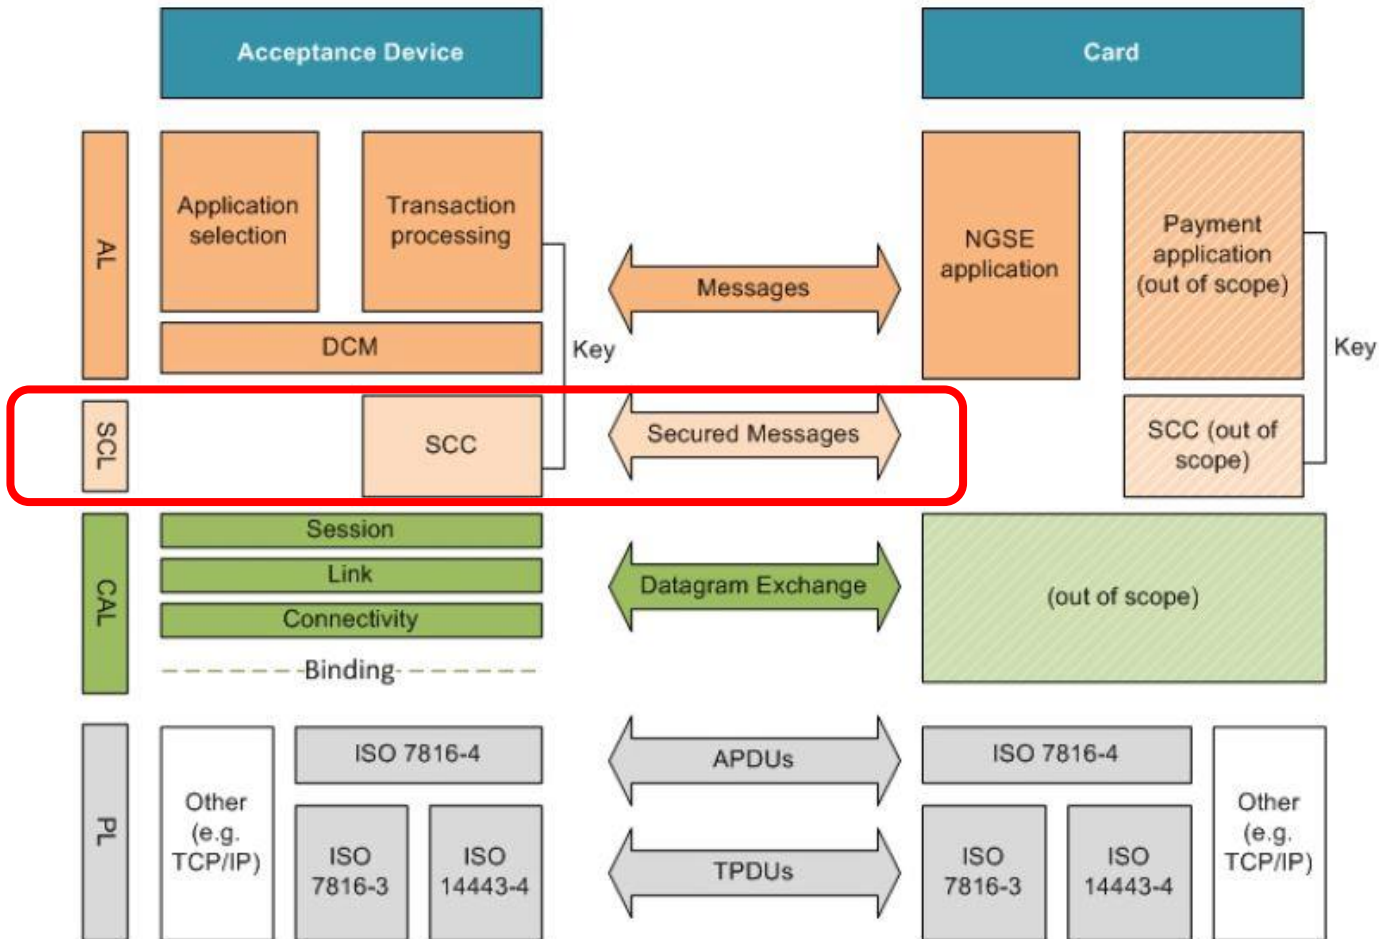 Acceptance Device
Card
AL
Application
selection
Transaction
processing
DCM
Key
Messages
NGSE
application
Payment
application
(out of scope)
Key
SCL
SCC
Secured Messages
SCC (out of
scope)
CAL
Session
Link
Connectivity
Binding
Datagram Exchange
(out of scope)
PL
Other
(e.g.
TCP/IP)
ISO 7816-4
ISO
7816-3
ISO
14443-4
APDUs
TPDUs
ISO 7816-4
ISO
7816-3
ISO
14443-4
Other
(e.g.
TCP/IP)